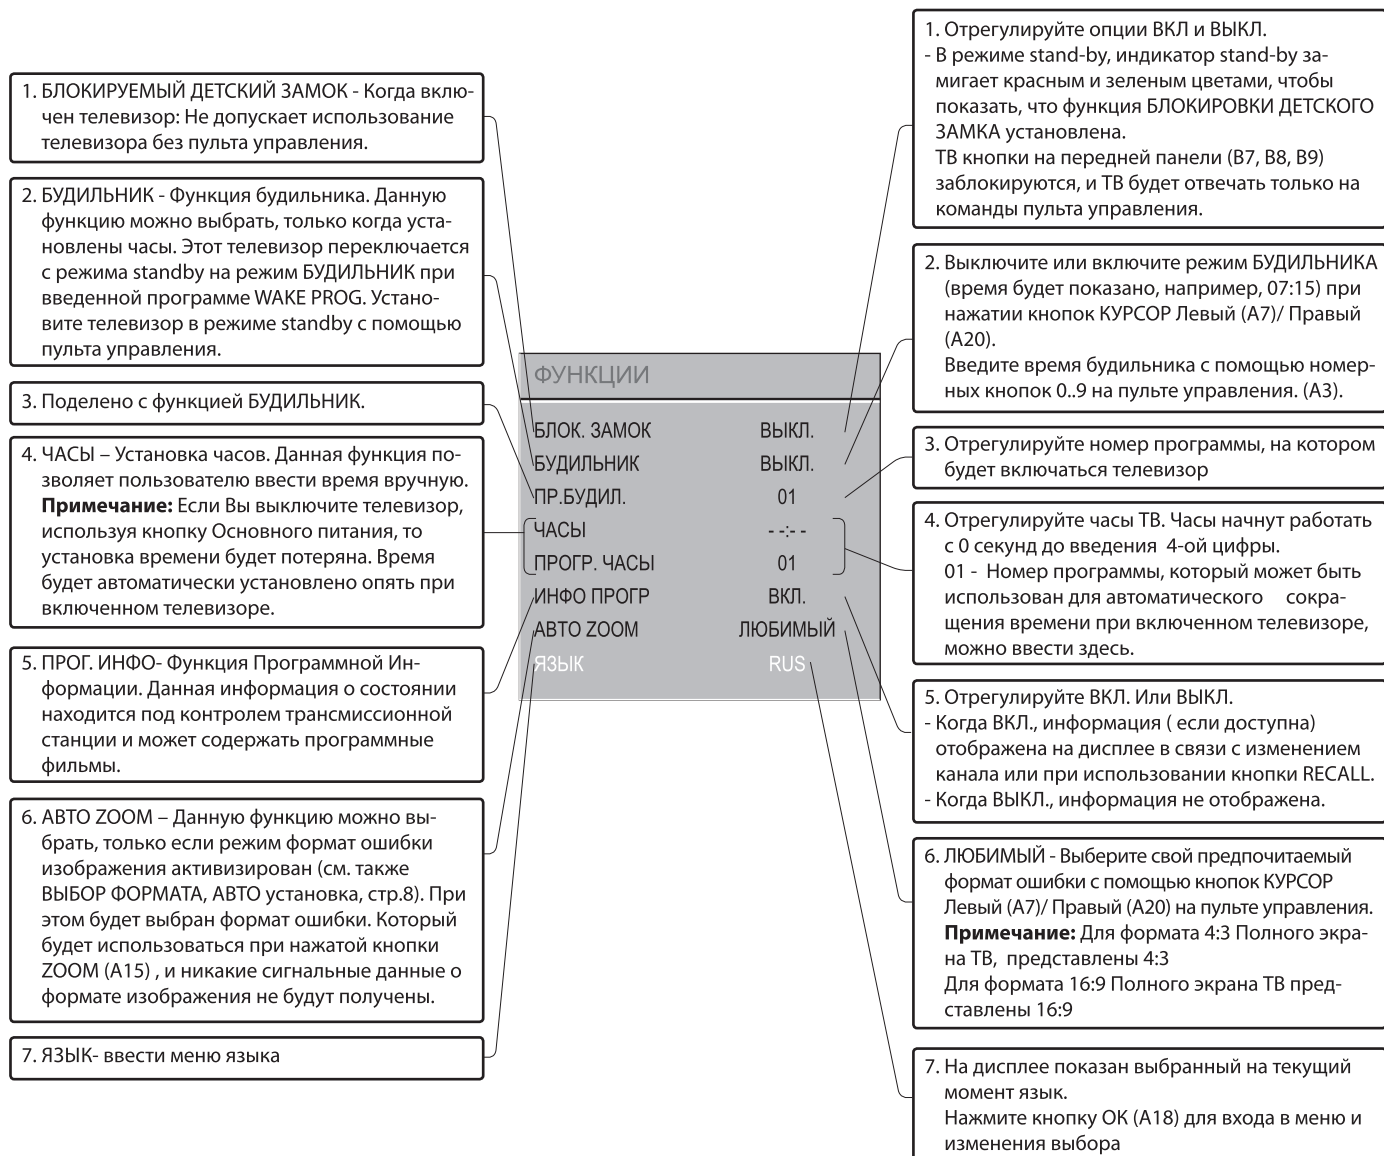 1. БЛОКИРУЕМЫЙ ДЕТСКИЙ ЗАМОК - Когда вклю-
чен телевизор: Не допускает использование
телевизора без пульта управления.
2. БУДИЛЬНИК - Функция будильника. Данную
функцию можно выбрать, только когда уста-
новлены часы. Этот телевизор переключается
с режима standby на режим БУДИЛЬНИК при
введенной программе WAKE PROG. Устано-
вите телевизор в режиме standby с помощью
пульта управления.
3. Поделено с функцией БУДИЛЬНИК.
4. ЧАСЫ – Установка часов. Данная функция по-
зволяет пользователю ввести время вручную.
Примечание: Если Вы выключите телевизор,
используя кнопку Основного питания, то
установка времени будет потеряна. Время
будет автоматически установлено опять при
включенном телевизоре.
5. ПРОГ. ИНФО- Функция Программной Ин-
формации. Данная информация о состоянии
находится под контролем трансмиссионной
станции и может содержать программные
фильмы.
6. АВТО ZOOM – Данную функцию можно вы-
брать, только если режим формат ошибки
изображения активизирован (см. также
ВЫБОР ФОРМАТА, АВТО установка, стр.8). При
этом будет выбран формат ошибки. Который
будет использоваться при нажатой кнопки
ZOOM (A15) , и никакие сигнальные данные о
формате изображения не будут получены.
7. ЯЗЫК- ввести меню языка
ФУНКЦИИ
БЛОК. ЗАМОК ВЫКЛ.
БУДИЛЬНИК ВЫКЛ.
ПР.БУДИЛ. 01
ЧАСЫ - -:- -
ПРОГР. ЧАСЫ 01
ИНФО ПРОГР ВКЛ.
АВТО ZOOM ЛЮБИМЫЙ
ЯЗЫК RUS
1. Отрегулируйте опции ВКЛ и ВЫКЛ.
- В режиме stand-by, индикатор stand-by за-
мигает красным и зеленым цветами, чтобы
показать, что функция БЛОКИРОВКИ ДЕТСКОГО
ЗАМКА установлена.
ТВ кнопки на передней панели (B7, B8, B9)
заблокируются, и ТВ будет отвечать только на
команды пульта управления.
2. Выключите или включите режим БУДИЛЬНИКА
(время будет показано, например, 07:15) при
нажатии кнопок КУРСОР Левый (A7)/ Правый
(A20).
Введите время будильника с помощью номер-
ных кнопок 0..9 на пульте управления. (A3).
3. Отрегулируйте номер программы, на котором
будет включаться телевизор
4. Отрегулируйте часы ТВ. Часы начнут работать
с 0 секунд до введения 4-ой цифры.
01 - Номер программы, который может быть
использован для автоматического сокра-
щения времени при включенном телевизоре,
можно ввести здесь.
5. Отрегулируйте ВКЛ. Или ВЫКЛ.
- Когда ВКЛ., информация ( если доступна)
отображена на дисплее в связи с изменением
канала или при использовании кнопки RECALL.
- Когда ВЫКЛ., информация не отображена.
6. ЛЮБИМЫЙ - Выберите свой предпочитаемый
формат ошибки с помощью кнопок КУРСОР
Левый (A7)/ Правый (A20) на пульте управления.
Примечание: Для формата 4:3 Полного экра-
на ТВ, представлены 4:3
Для формата 16:9 Полного экрана ТВ пред-
ставлены 16:9
7. На дисплее показан выбранный на текущий
момент язык.
Нажмите кнопку ОК (A18) для входа в меню и
изменения выбора